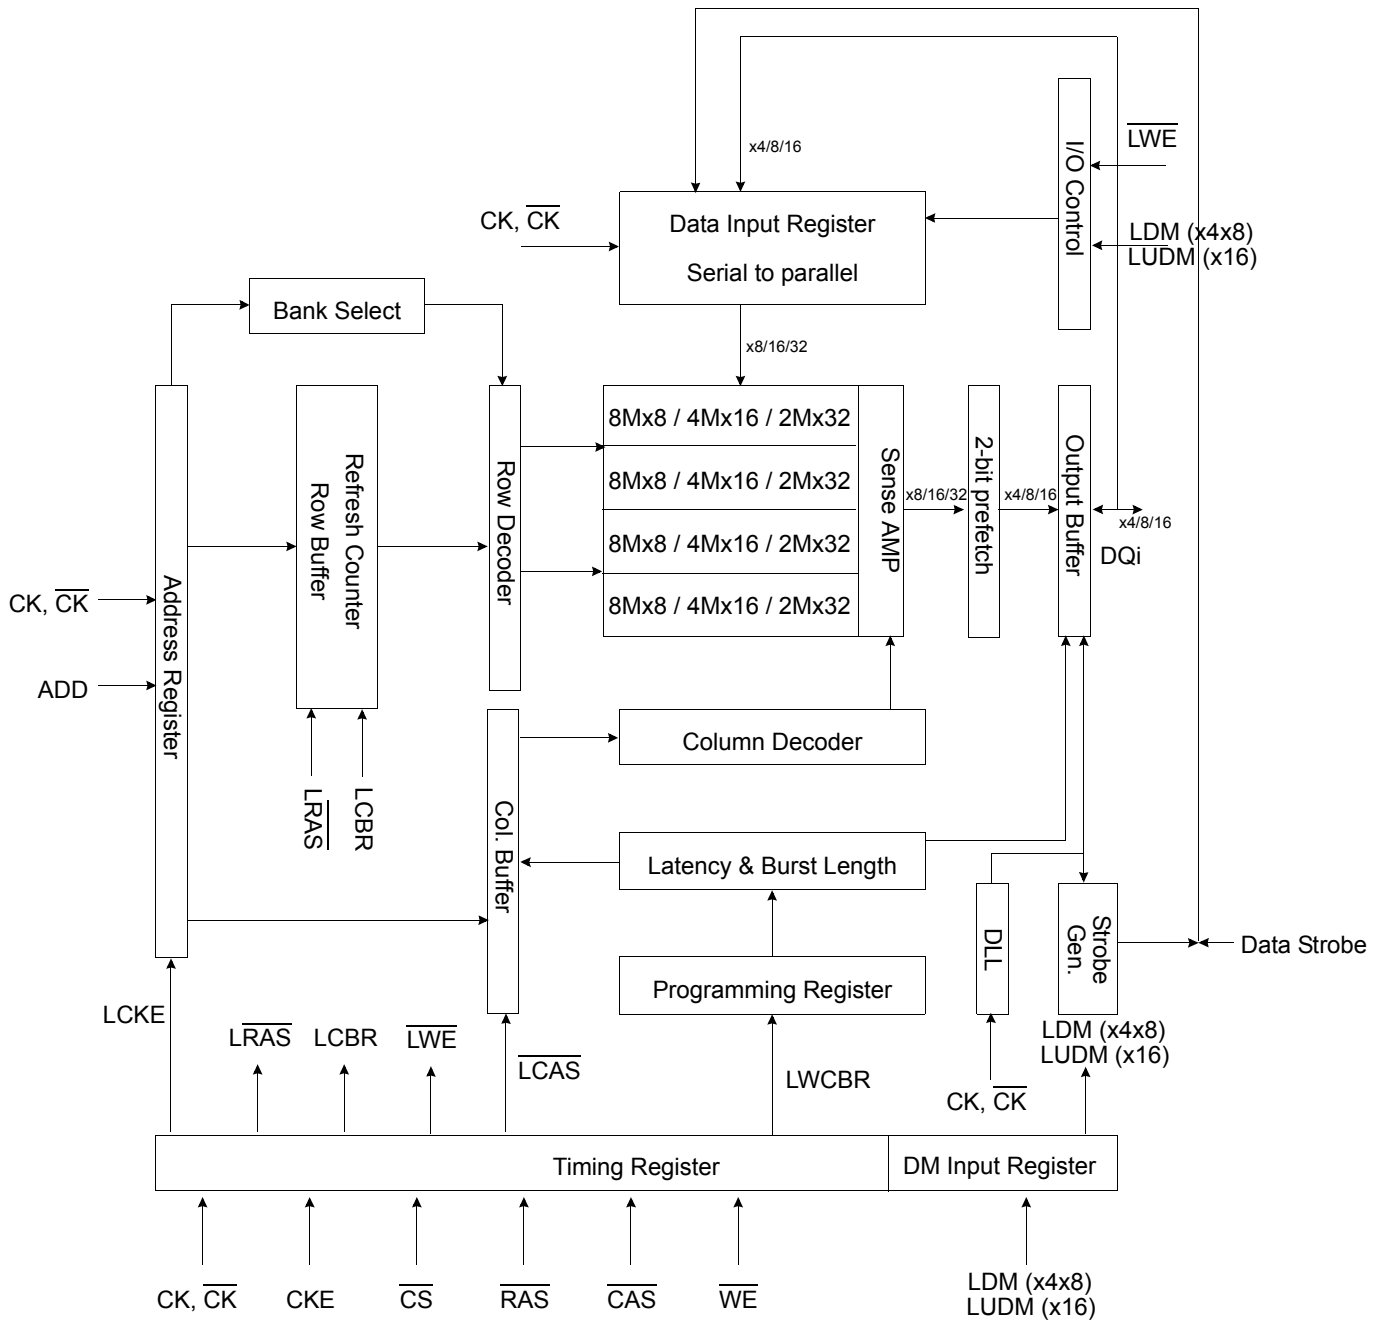 x4/8/16
LWE
I/O Control
CK, CK
Data Input Register
Serial to parallel
LDM (x4x8)
LUDM (x16)
Bank Select
x8/16/32
Address Register
Refresh Counter
Row Buffer
Row Decoder
8Mx8 / 4Mx16 / 2Mx32
8Mx8 / 4Mx16 / 2Mx32
8Mx8 / 4Mx16 / 2Mx32
8Mx8 / 4Mx16 / 2Mx32
Sense AMP
x8/16/32
2-bit prefetch
x4/8/16
Output Buffer
x4/8/16
DQi
CK, CK
ADD
LRAS
LCBR
Col. Buffer
Column Decoder
Latency & Burst Length
Programming Register
DLL
Strobe
Gen.
Data Strobe
LCKE
LRAS
LCBR
LWE
LCAS
LWCBR
CK, CK
LDM (x4x8)
LUDM (x16)
Timing Register
DM Input Register
CK, CK
CKE
CS
RAS
CAS
WE
LDM (x4x8)
LUDM (x16)